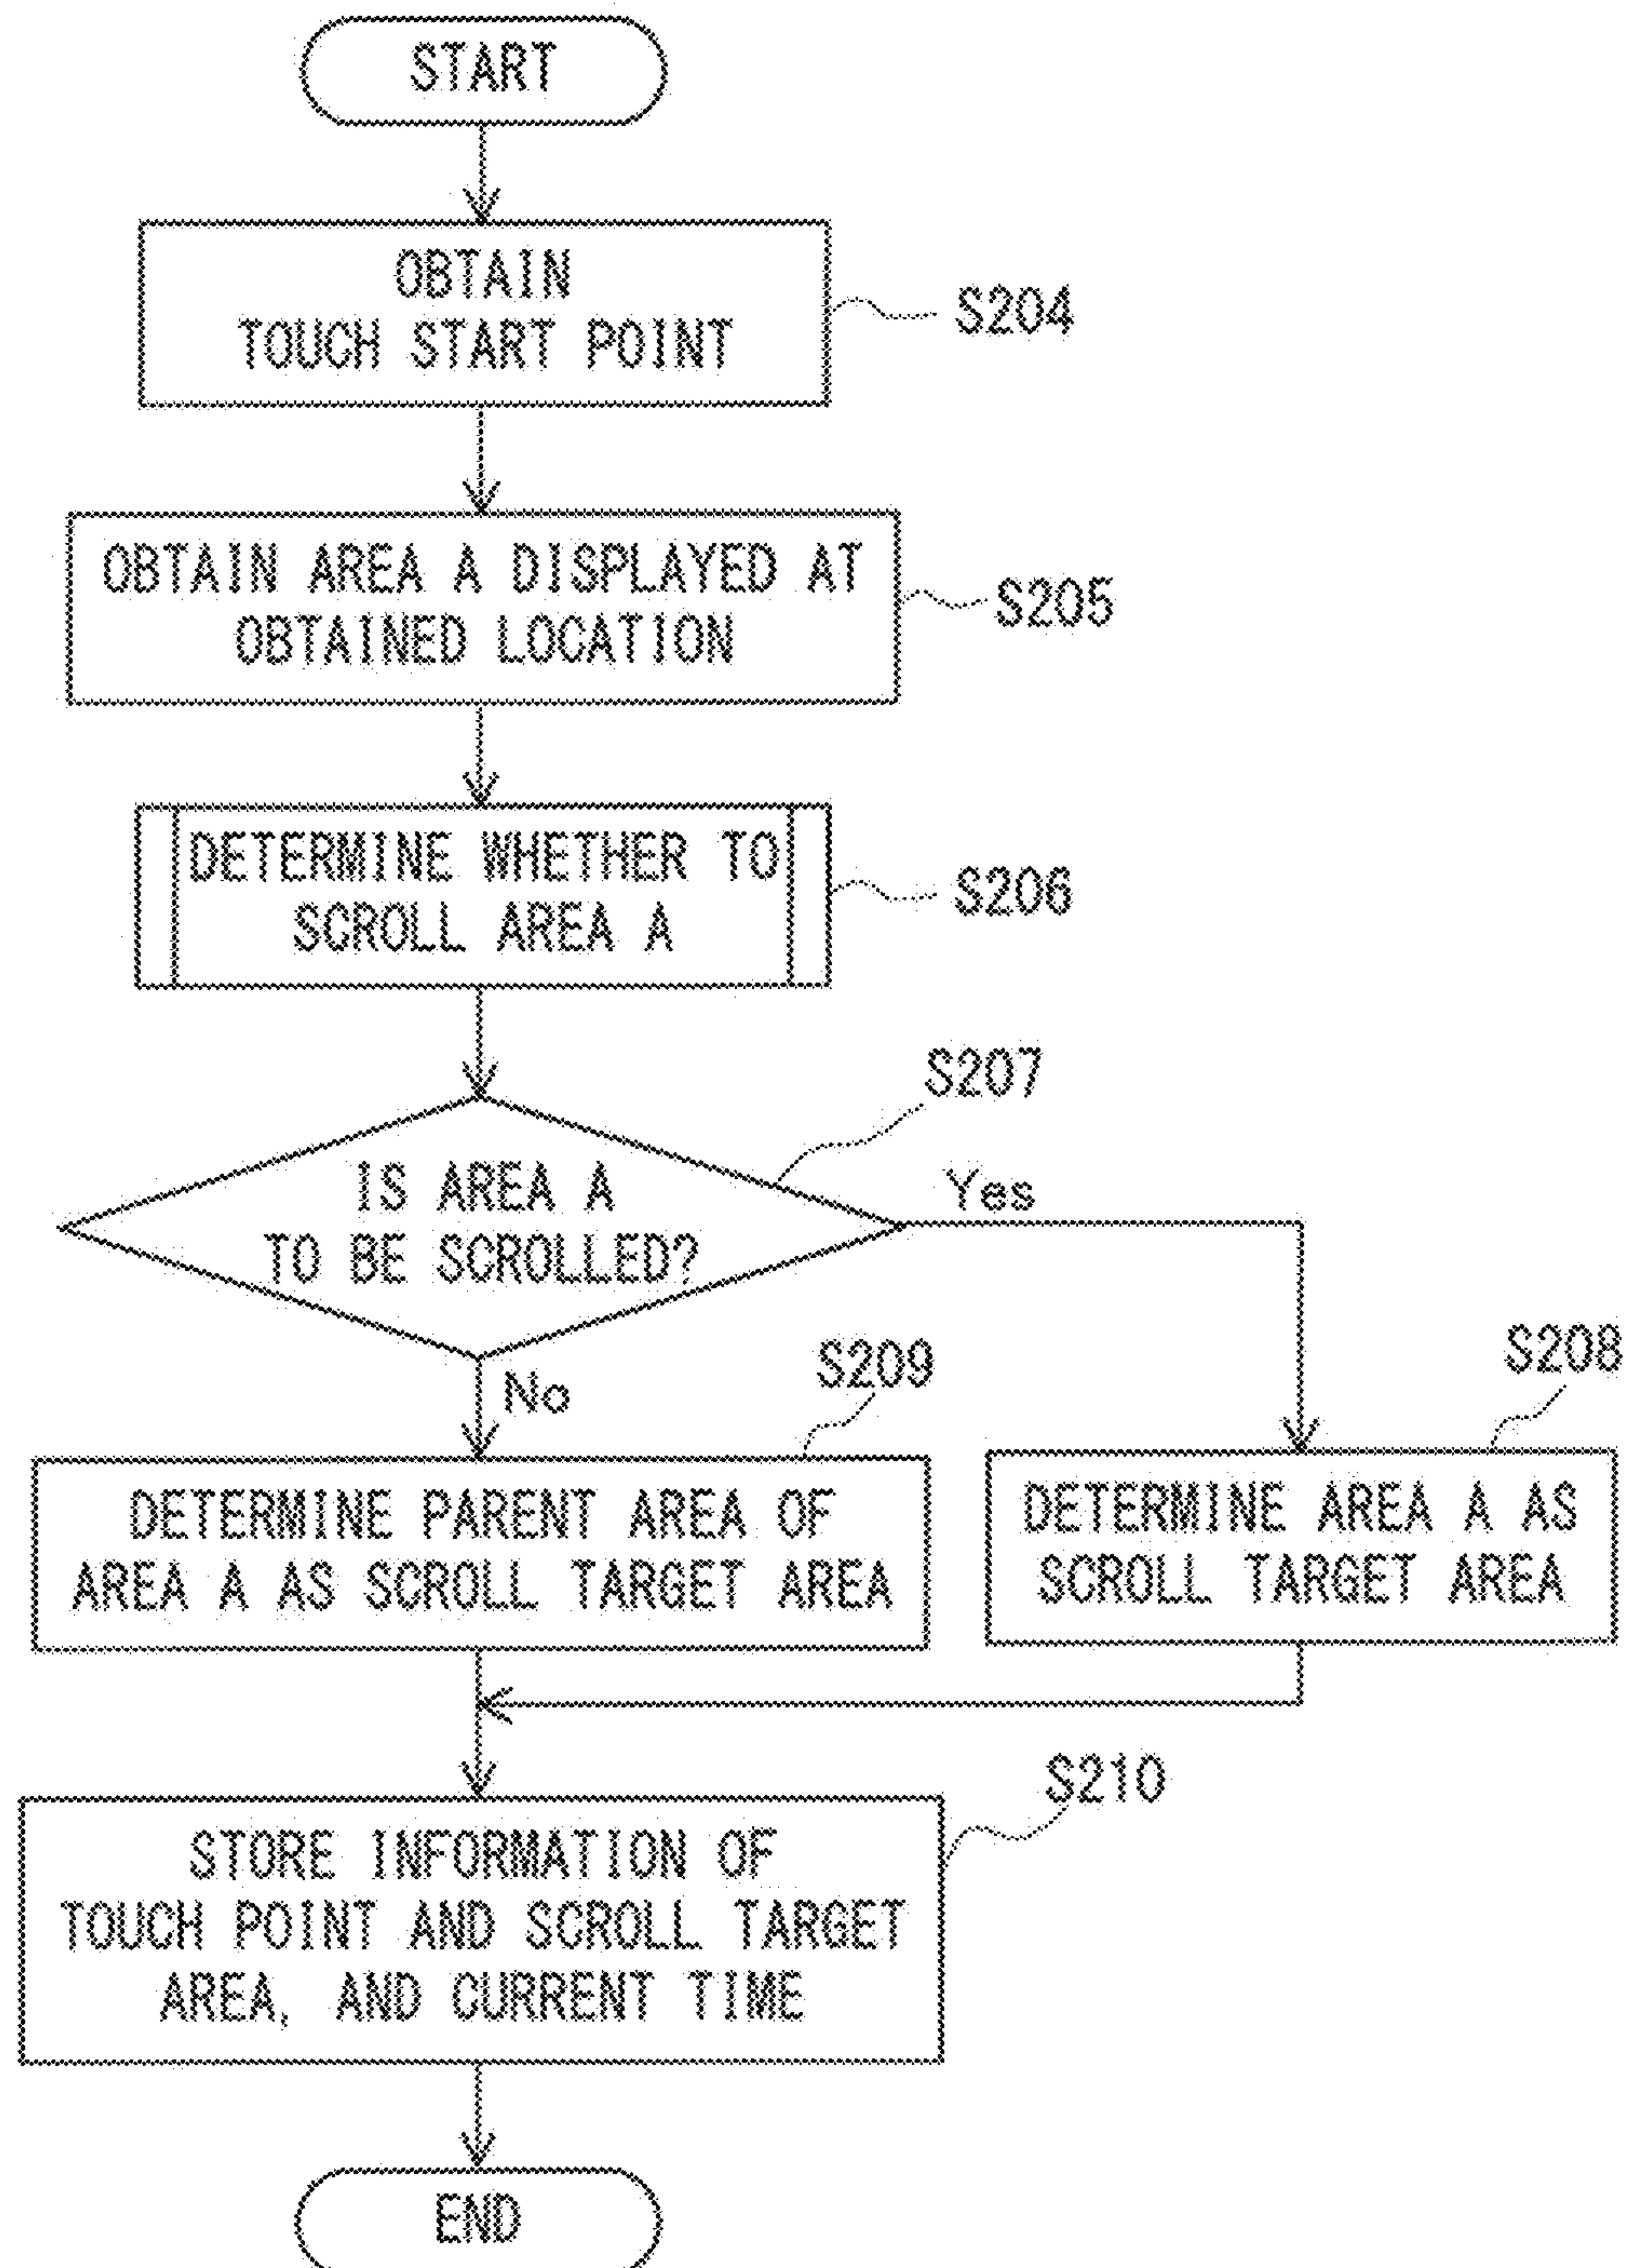 START
OBTAIN
TOUCH START POINT
S204
OBTAIN AREA A DISPLAYED AT
OBTAINED LOCATION
S205
DETERMINE WHETHER TO
SCROLL AREA A
S206
S207
IS AREA A
TO BE SCROLLED?
Yes
No
S209
DETERMINE PARENT AREA OF
AREA A AS SCROLL TARGET AREA
S208
DETERMINE AREA A AS
SCROLL TARGET AREA
S210
STORE INFORMATION OF
TOUCH POINT AND SCROLL TARGET
AREA, AND CURRENT TIME
END